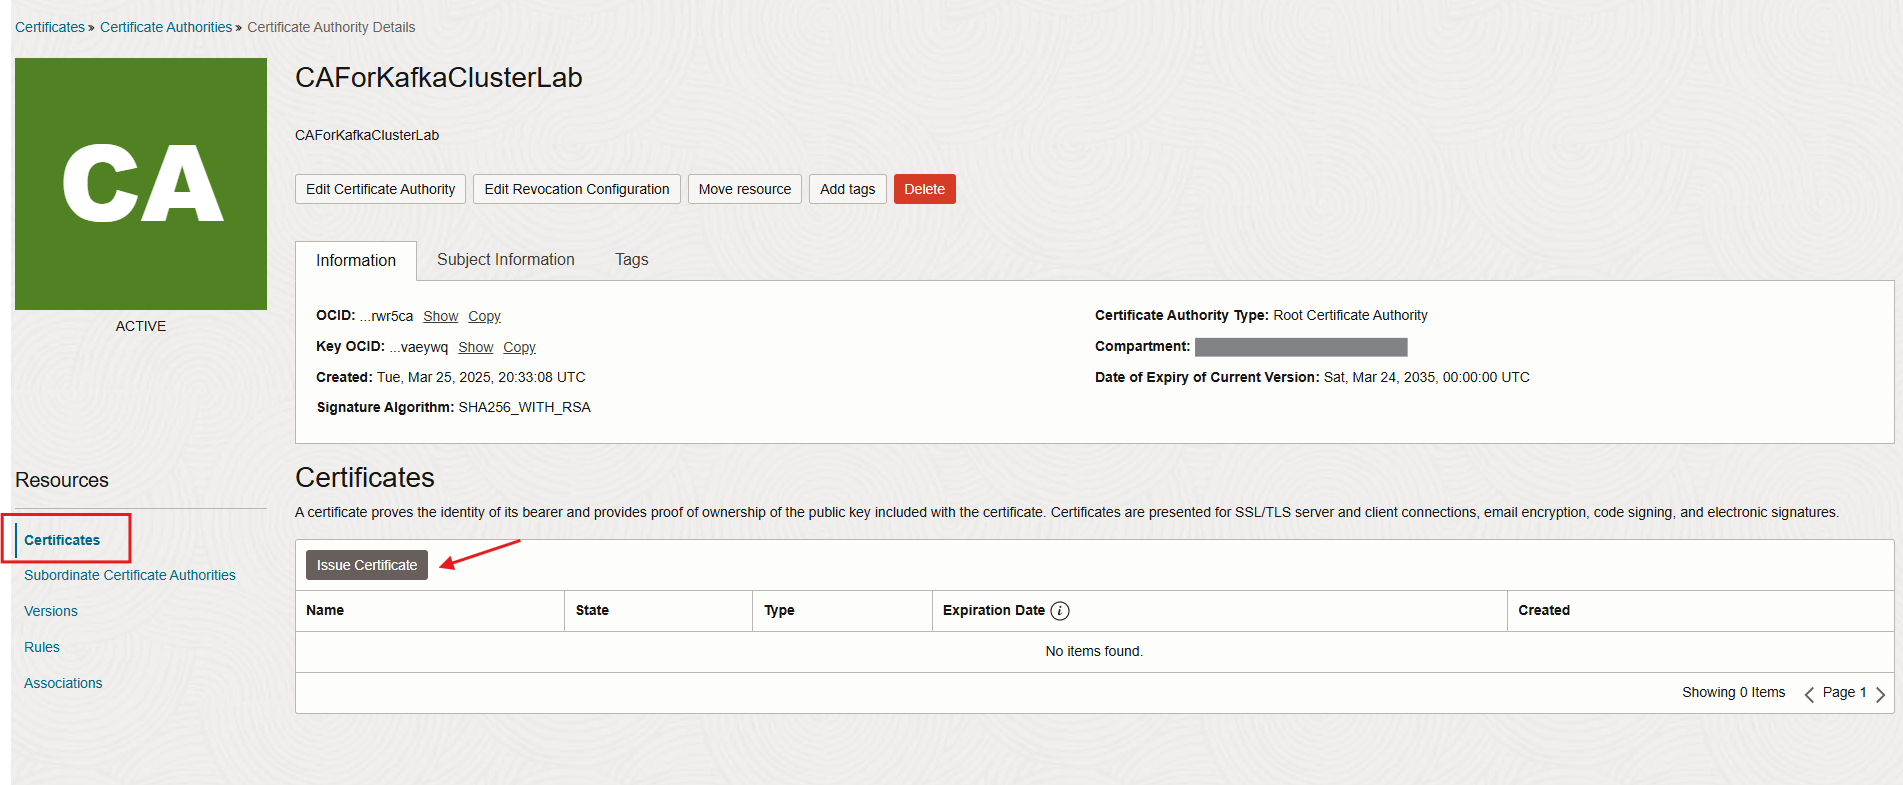 Certificates » Certificate Authorities » Certificate Authority Details
CA
ACTIVE
CAForKafkaClusterLab
CAForKafkaClusterLab
Edit Certificate Authority Edit Revocation Configuration Move resource Add tags Delete
Information Subject Information Tags
OCID: ...rwr5ca Show Copy
Key OCID: ...vaeywq Show Copy
Created: Tue, Mar 25, 2025, 20:33:08 UTC
Signature Algorithm: SHA256_WITH_RSA
Certificate Authority Type: Root Certificate Authority
Compartment:
Date of Expiry of Current Version: Sat, Mar 24, 2035, 00:00:00 UTC
Resources
Certificates
Subordinate Certificate Authorities
Versions
Rules
Associations
Certificates
A certificate proves the identity of its bearer and provides proof of ownership of the public key included with the certificate. Certificates are presented for SSL/TLS server and client connections, email encryption, code signing, and electronic signatures.
Issue Certificate
Name State Type Expiration Date i Created
No items found.
Showing 0 Items < Page 1 >